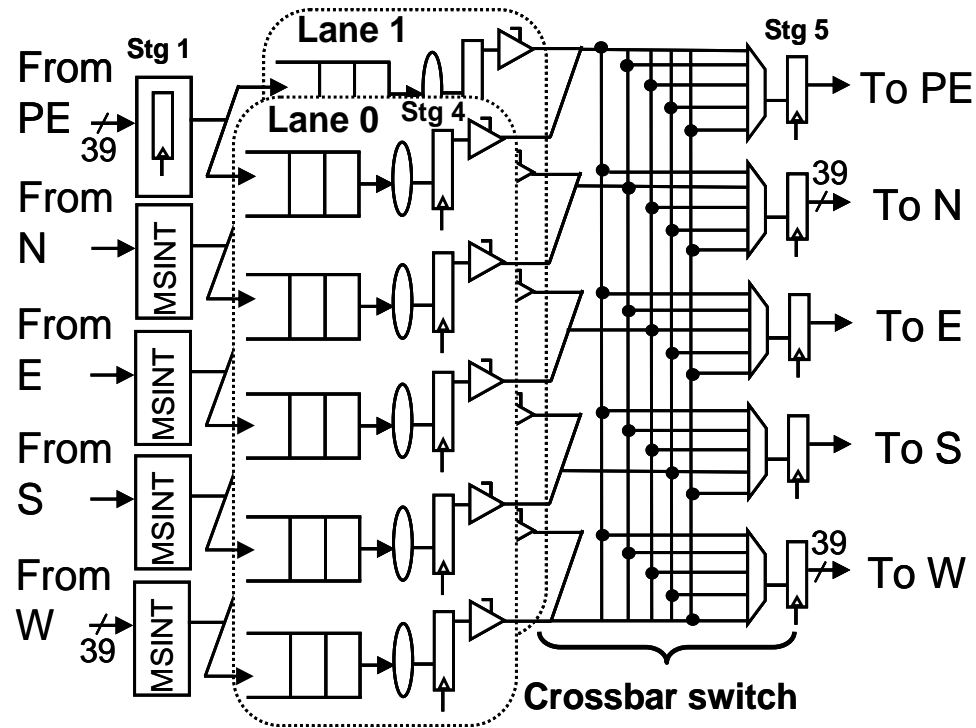 Lane 1
Stg 1
Stg 5
From
PE
39
Lane 0
Stg 4
To PE
From
N
MSINT
39
To N
From
E
MSINT
To E
From
S
MSINT
To S
From
W
39
MSINT
39
To W
Crossbar switch